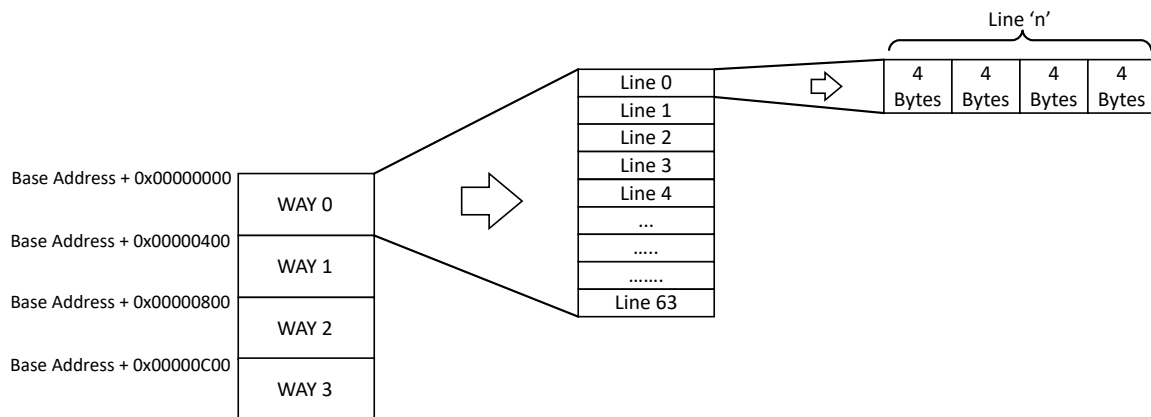 Line ‘n’
4 Bytes
4 Bytes
4 Bytes
4 Bytes
Line 0
Line 1
Line 2
Line 3
Line 4
...
.....
.......
Line 63
Base Address + 0x00000000
WAY 0
Base Address + 0x00000400
WAY 1
Base Address + 0x00000800
WAY 2
Base Address + 0x00000C00
WAY 3